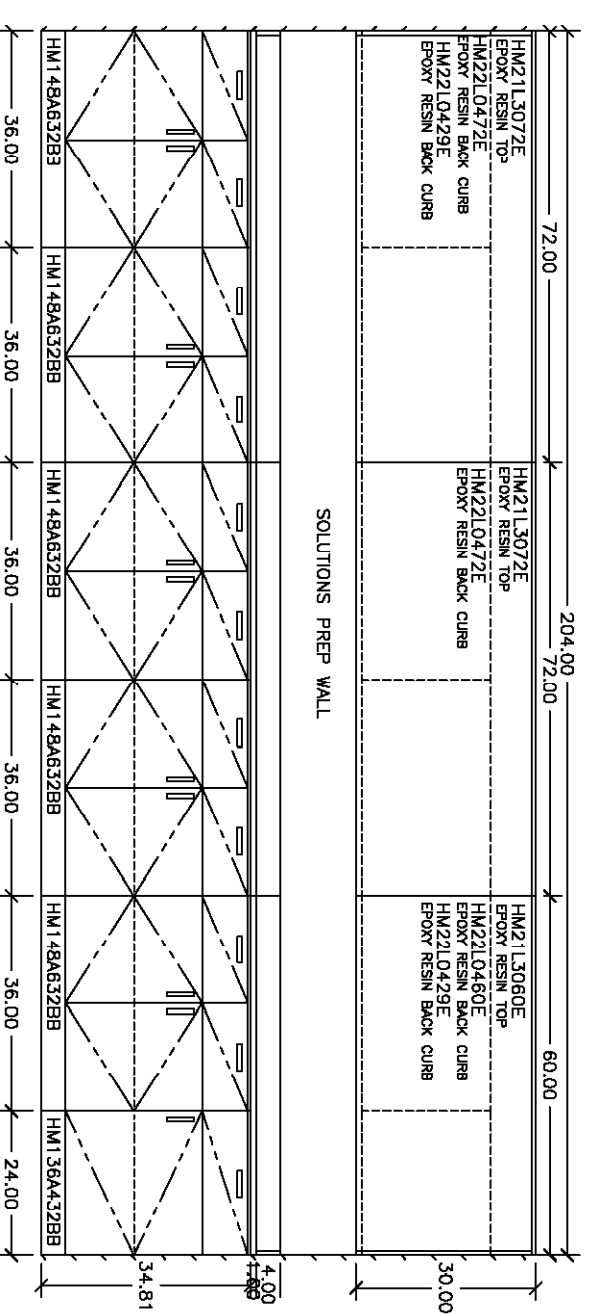 204.00
72.00
72.00
60.00
HM21L3072E
EPOXY RESIN TOP
HM22L0472E
EPOXY RESIN BACK CURB
HM22L0429E
EPOXY RESIN BACK CURB
HM21L3072E
EPOXY RESIN TOP
HM22L0472E
EPOXY RESIN BACK CURB
HM21L3060E
EPOXY RESIN TOP
HM22L0460E
EPOXY RESIN BACK CURB
HM22L0429E
EPOXY RESIN BACK CURB
30.00
SOLUTIONS PREP WALL
4.00
34.81
HM148A632BB
HM148A632BB
HM148A632BB
HM148A632BB
HM148A632BB
HM136A432BB
36.00
36.00
36.00
36.00
36.00
24.00